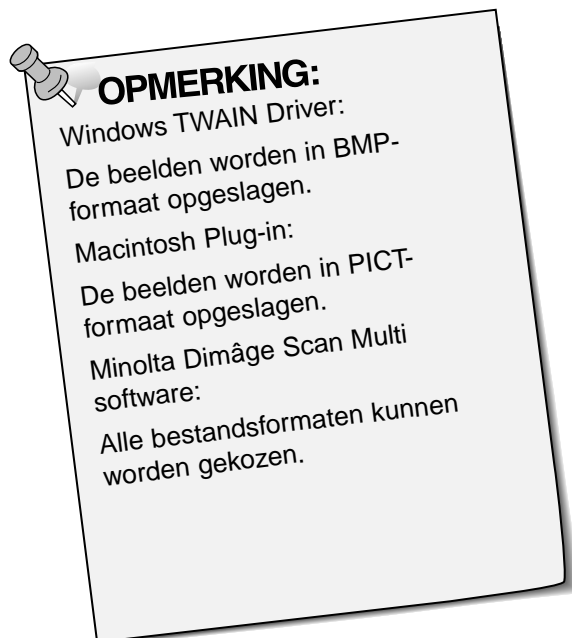 OPMERKING:
Windows TWAIN Driver:
De beelden worden in BMP-
formaat opgeslagen.
Macintosh Plug-in:
De beelden worden in PICT-
formaat opgeslagen.
Minolta Dimâge Scan Multi
software:
Alle bestandsformaten kunnen
worden gekozen.